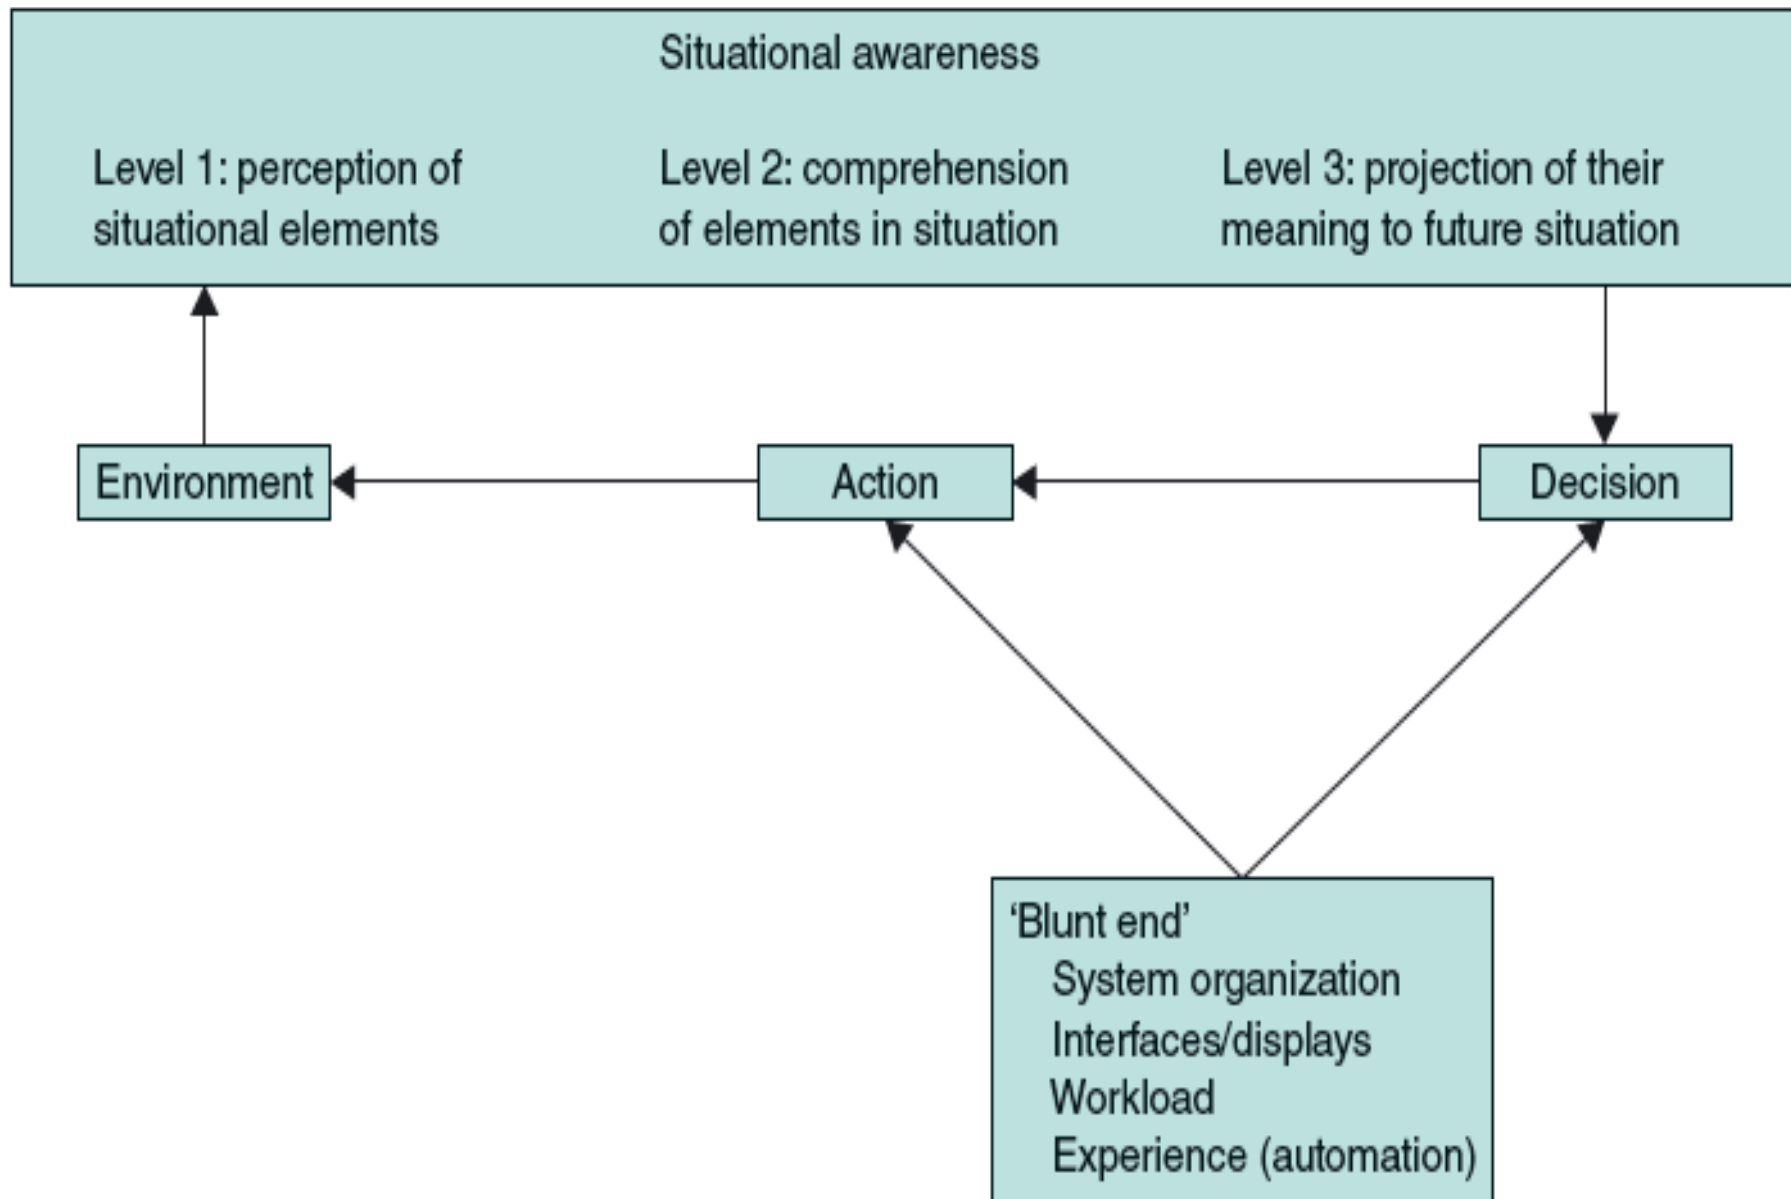 Situational awareness
Level 1: perception of
situational elements
Level 2: comprehension
of elements in situation
Level 3: projection of their
meaning to future situation
Environment
Action
Decision
‘Blunt end’
System organization
Interfaces/displays
Workload
Experience (automation)